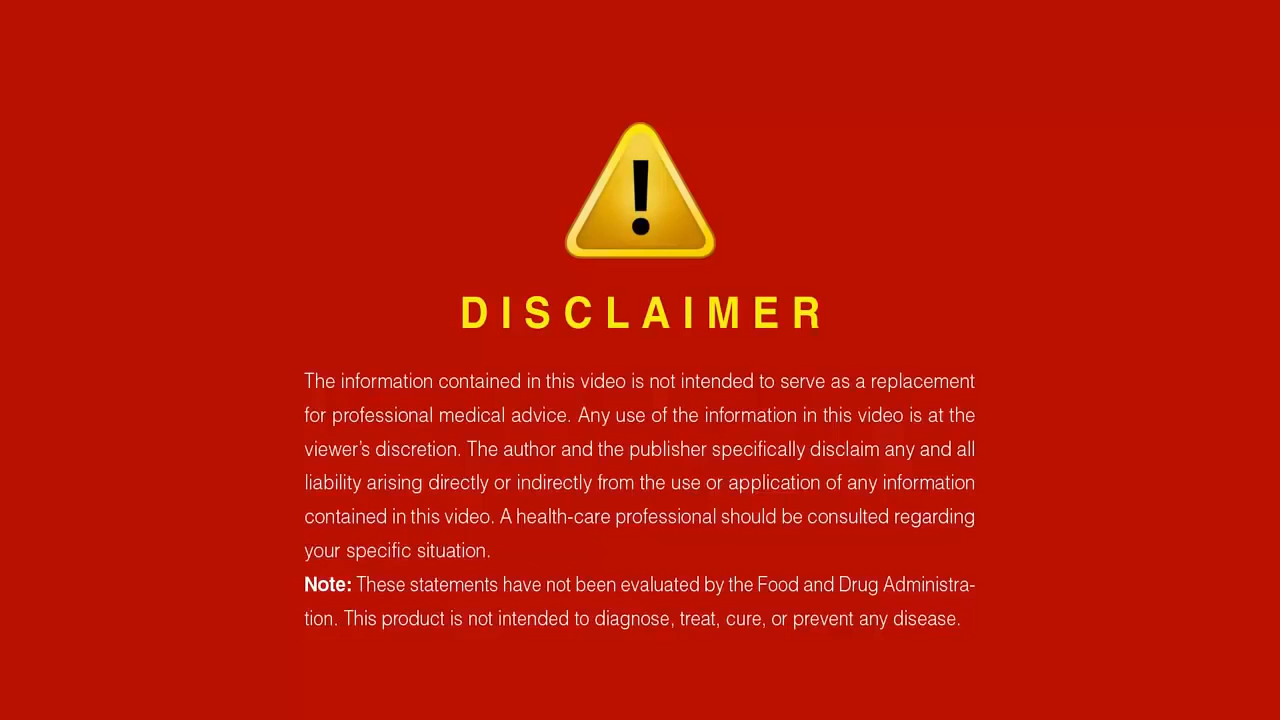 !
DISCLAIMER
The information contained in this video is not intended to serve as a replacement
for professional medical advice. Any use of the information in this video is at the
viewer's discretion. The author and the publisher specifically disclaim any and all
liability arising directly or indirectly from the use or application of any information
contained in this video. A health-care professional should be consulted regarding
your specific situation.
Note: These statements have not been evaluated by the Food and Drug Administra-
tion. This product is not intended to diagnose, treat, cure, or prevent any disease.